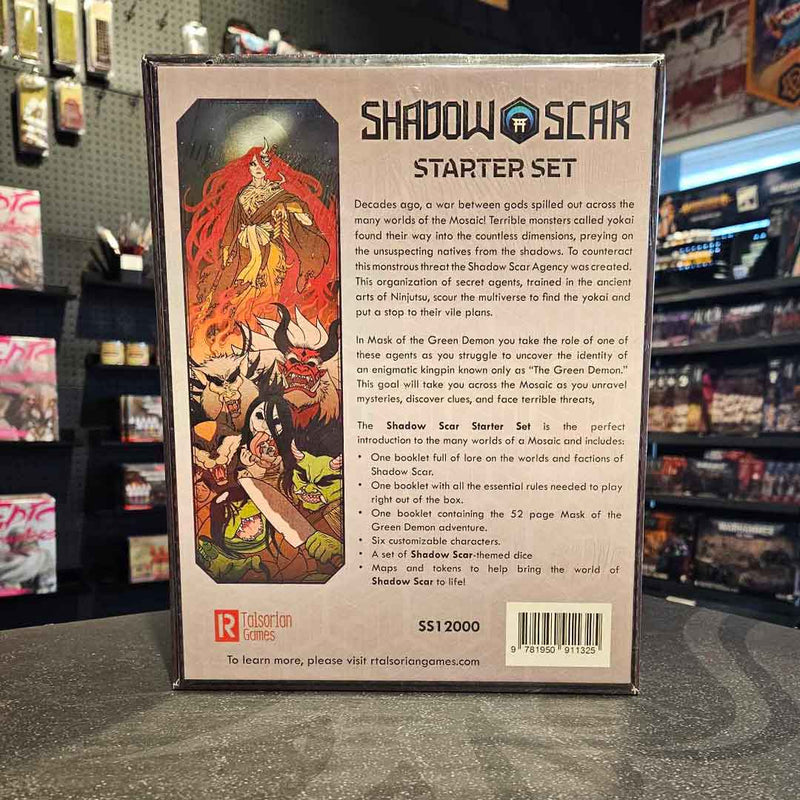 SHADOW SCAR
STARTER SET
Decades ago, a war between gods spilled out across the
many worlds of the Mosaic! Terrible monsters called yokai
found their way into the countless dimensions, preying on
the unsuspecting natives from the shadows. To counteract
this monstrous threat the Shadow Scar Agency was created.
This organization of secret agents, trained in the ancient
arts of Ninjutsu, scour the multiverse to find the yokai and
put a stop to their vile plans.
In Mask of the Green Demon you take the role of one of
these agents as you struggle to uncover the identity of
an enigmatic kingpin known only as “The Green Demon.”
This goal will take you across the Mosaic as you unravel
mysteries, discover clues, and face terrible threats,
The Shadow Scar Starter Set is the perfect
introduction to the many worlds of a Mosaic and includes:
• One booklet full of lore on the worlds and factions of
Shadow Scar.
• One booklet with all the essential rules needed to play
right out of the box.
• One booklet containing the 52 page Mask of the
Green Demon adventure.
• Six customizable characters.
• A set of Shadow Scar-themed dice
• Maps and tokens to help bring the world of
Shadow Scar to life!
R Talsorian
Games
SS12000
9 781950 911325
To learn more, please visit rtalsoriangames.com
EPIC
EPIC
EPIC
WARHAMMER